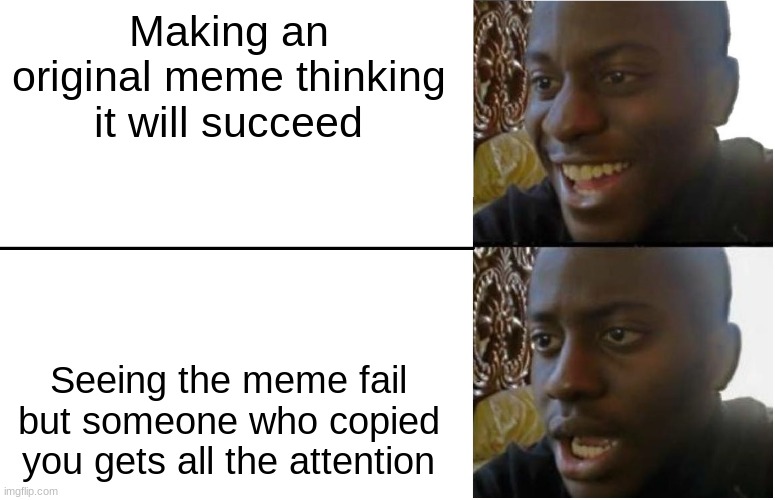 Making an
original meme thinking
it will succeed
Seeing the meme fail
but someone who copied
you gets all the attention
imgflip.com